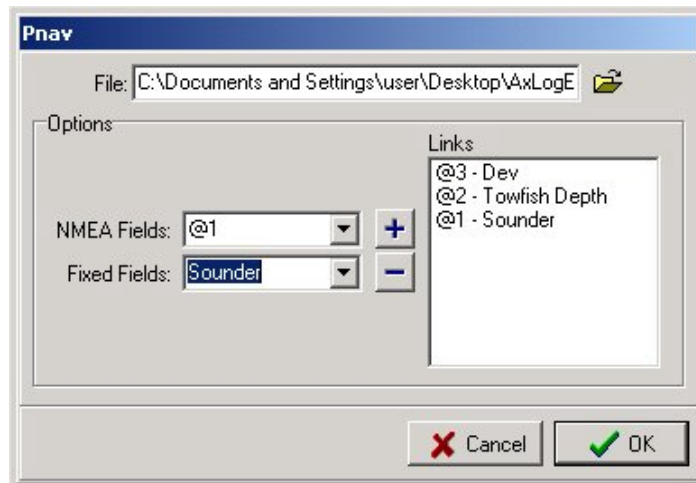 Pnav
File: C:\Documents and Settings\user\Desktop\AxLogE
Options
Links
@3 - Dev
@2 - Towfish Depth
@1 - Sounder
NMEA Fields: @1
Fixed Fields: Sounder
Cancel OK